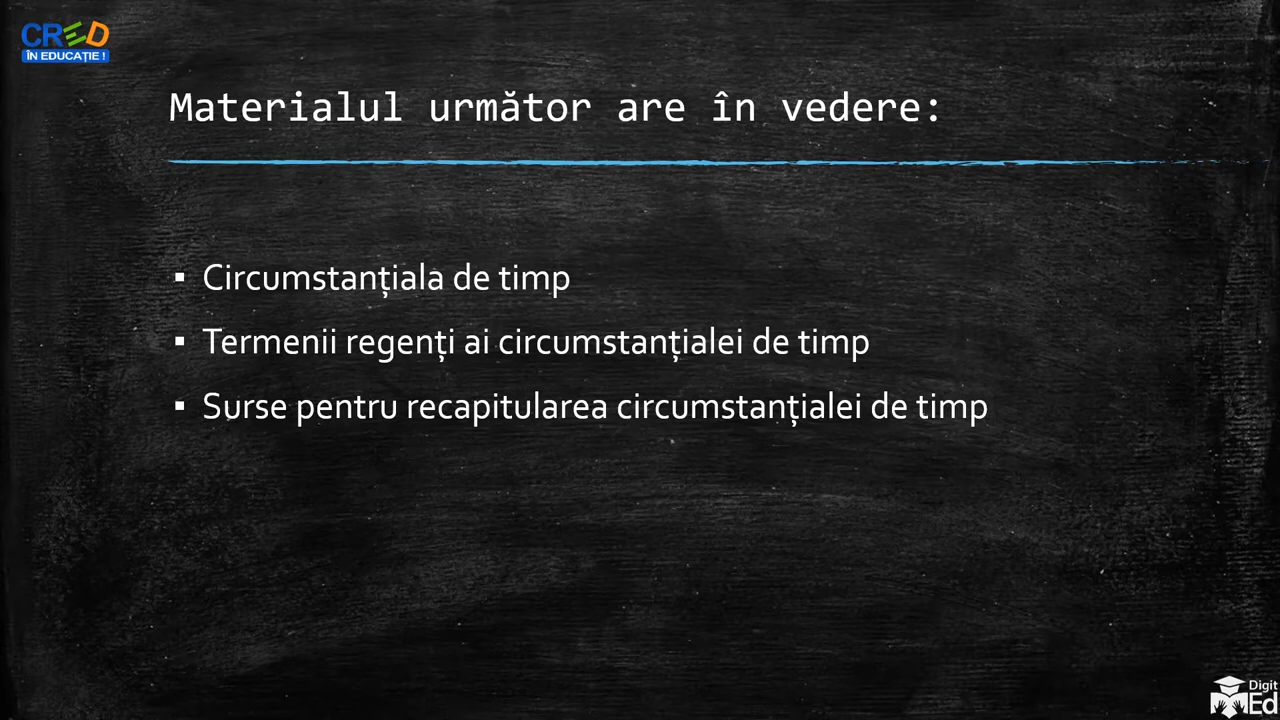 CRED
ÎN EDUCAȚIE !
Materialul următor are în vedere:
▪ Circumstanțiala de timp
▪ Termenii regenți ai circumstanțialei de timp
▪ Surse pentru recapitularea circumstanțialei de timp
Digit
Ed